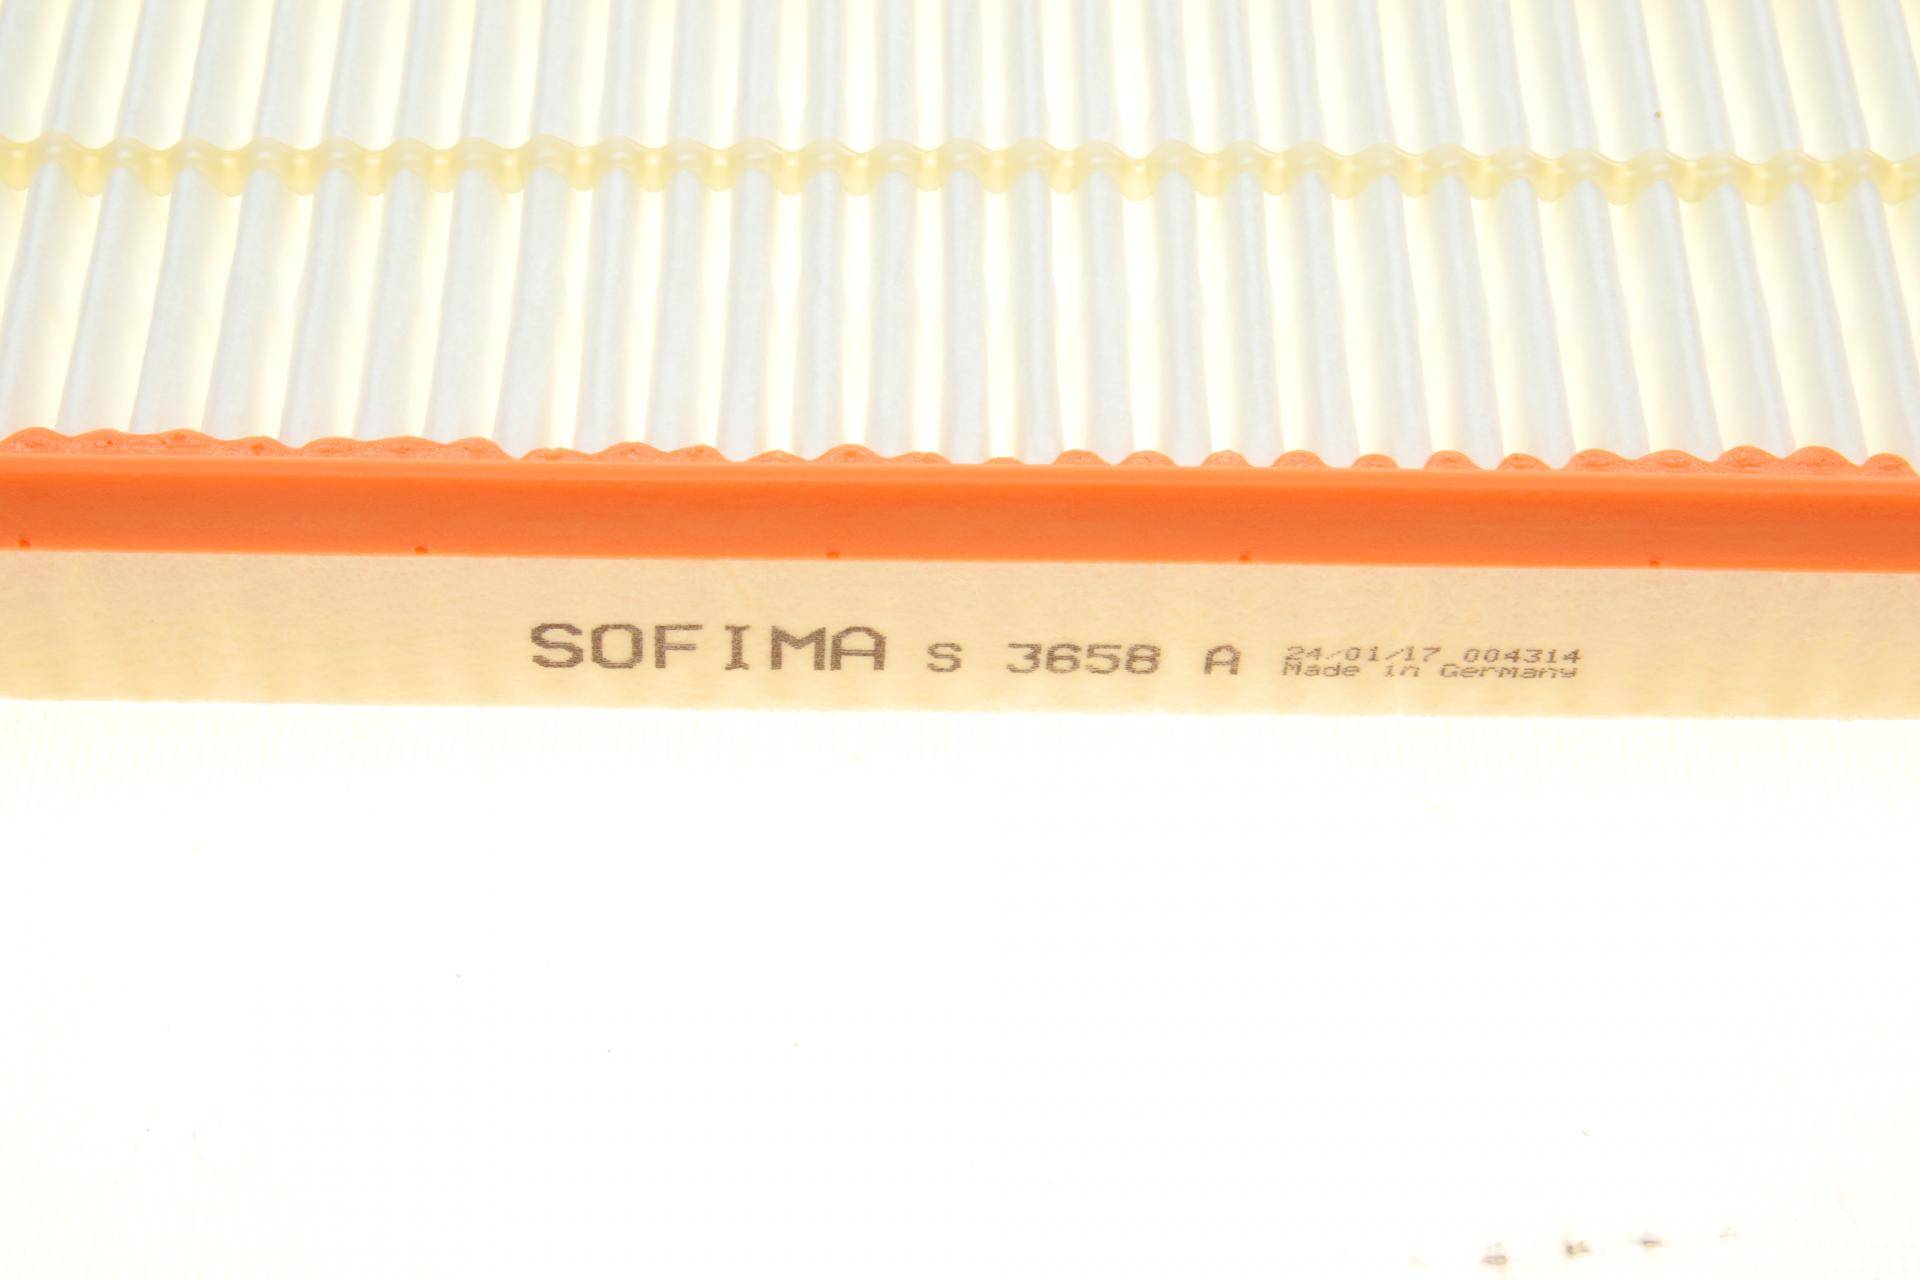 SOFIMA S 3658 A 24/01/17 004314
Made in Germany